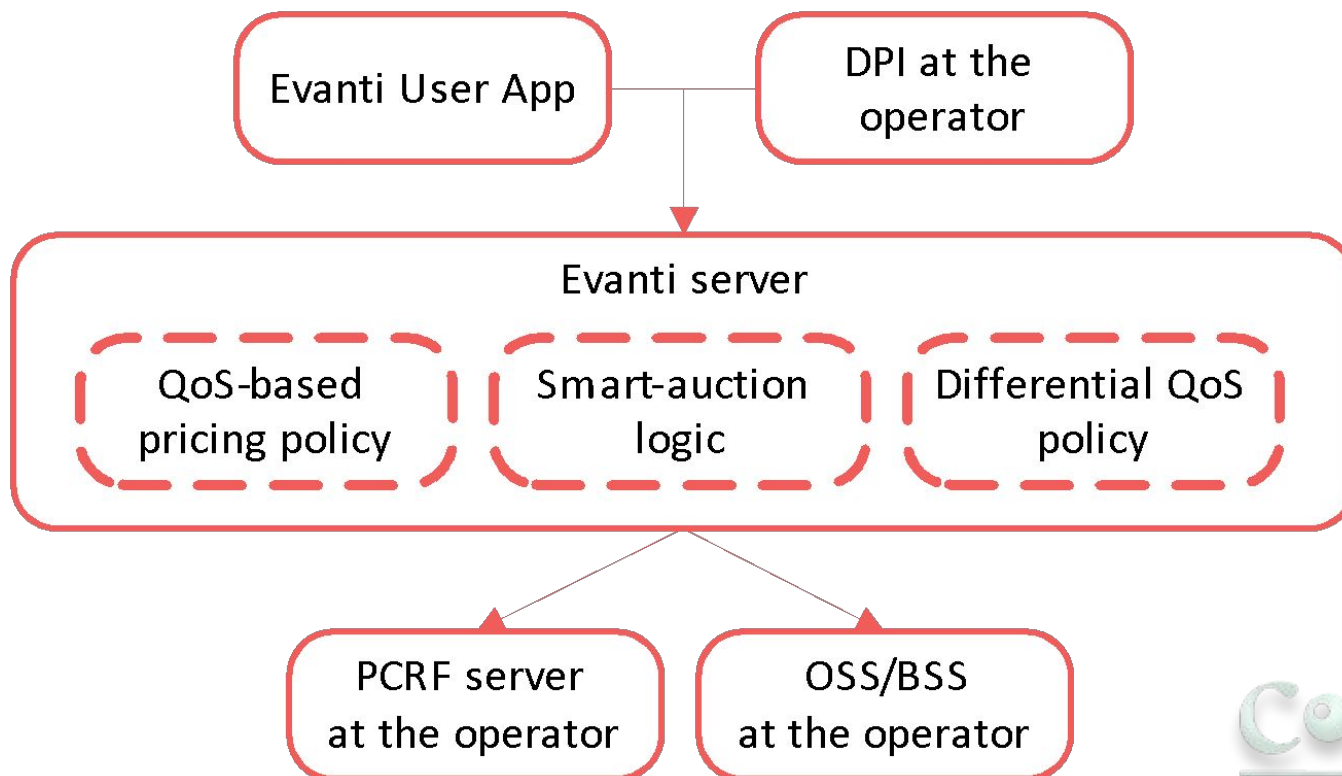 Evanti User App
DPI at the
operator
Evanti server
QoS-based
pricing policy
Smart-auction
logic
Differential QoS
policy
PCRF server
at the operator
OSS/BSS
at the operator
Co